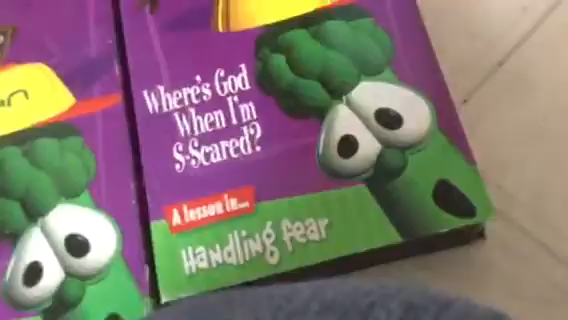 Where's God
When I'm
S-Scared?
A lesson in...
Handling fear